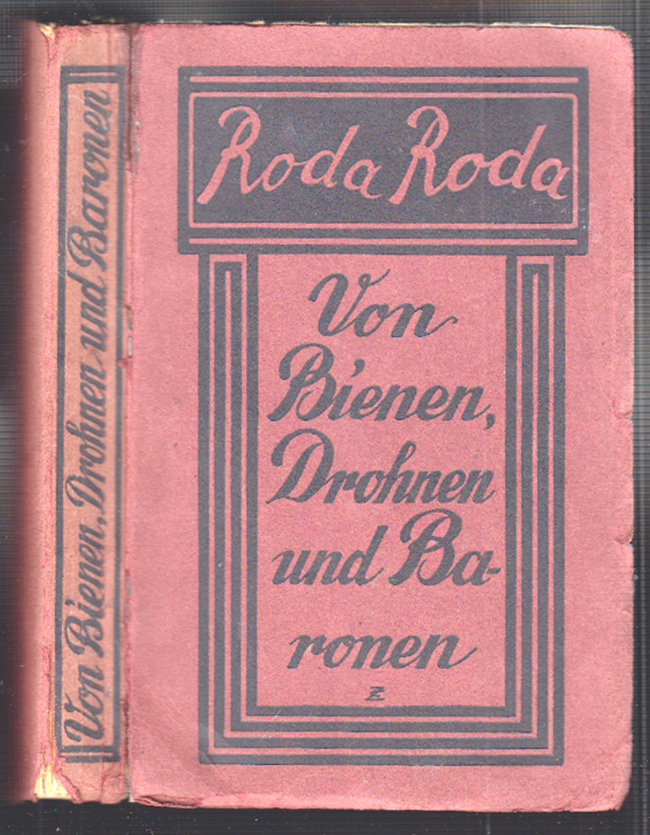 Von Bienen, Drohnen und Baronen
Roda Roda
Von
Bienen,
Drohnen
und Ba-
ronen